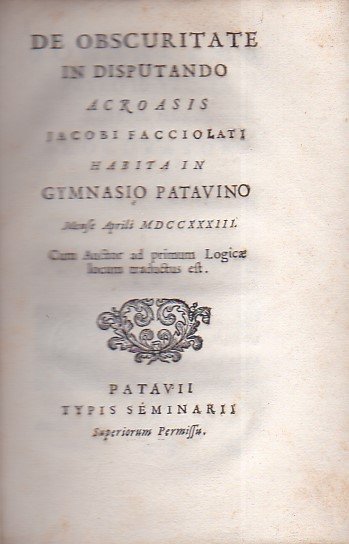 DE OBSCURITATE
IN DISPUTANDO
ACROASIS
JACOBI FACCIOLATI
HABITA IN
GYMNASIO PATAVINO
Mense Aprili MDCCXXXIII.
Cum Auctor ad primum Logicæ
locum traductus est.
PATAVII
TYPIS SEMINARII
Superiorum Permissu.